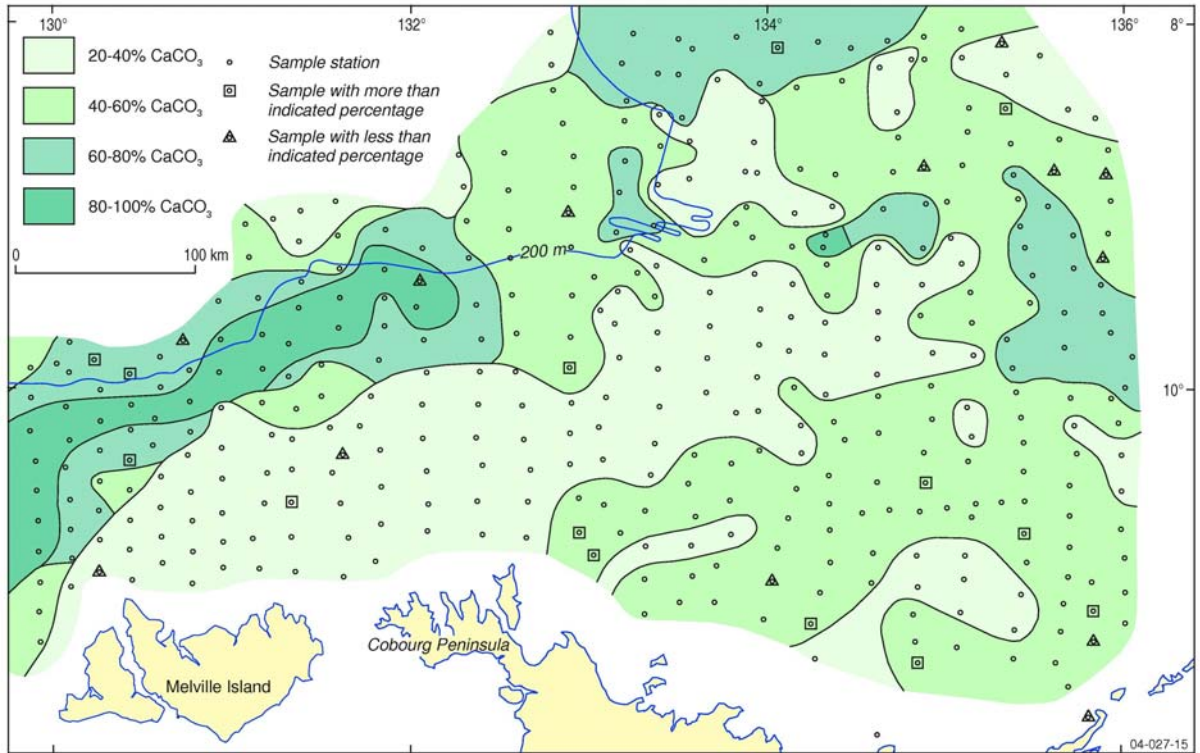 130°
132°
134°
136°
8°
20-40% CaCO₃
40-60% CaCO₃
60-80% CaCO₃
80-100% CaCO₃
Sample station
Sample with more than
indicated percentage
Sample with less than
indicated percentage
0
100 km
200 m
10°
Cobourg Peninsula
Melville Island
04-027-15